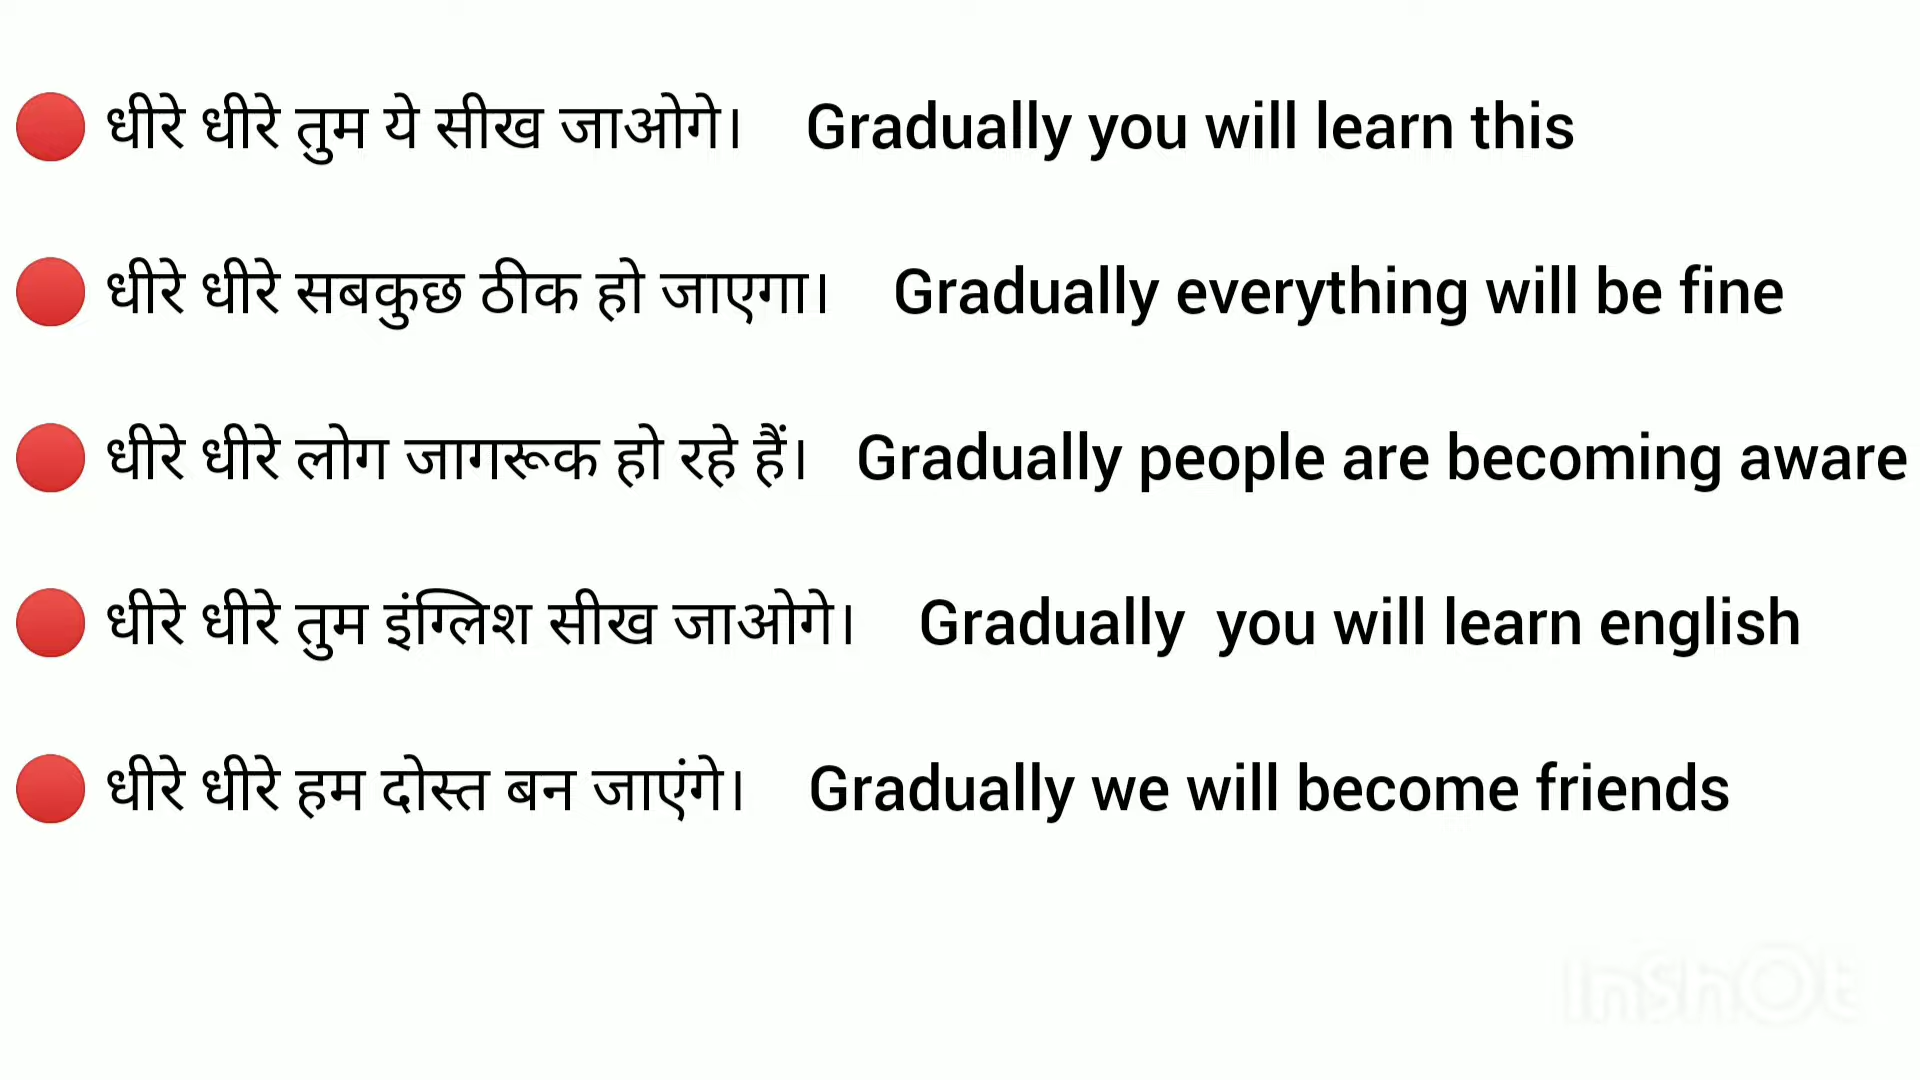 🔴 धीरे धीरे तुम ये सीख जाओगे। Gradually you will learn this
🔴 धीरे धीरे सबकुछ ठीक हो जाएगा। Gradually everything will be fine
🔴 धीरे धीरे लोग जागरूक हो रहे हैं। Gradually people are becoming aware
🔴 धीरे धीरे तुम इंग्लिश सीख जाओगे। Gradually  you will learn english
🔴 धीरे धीरे हम दोस्त बन जाएंगे। Gradually we will become friends
InShOt